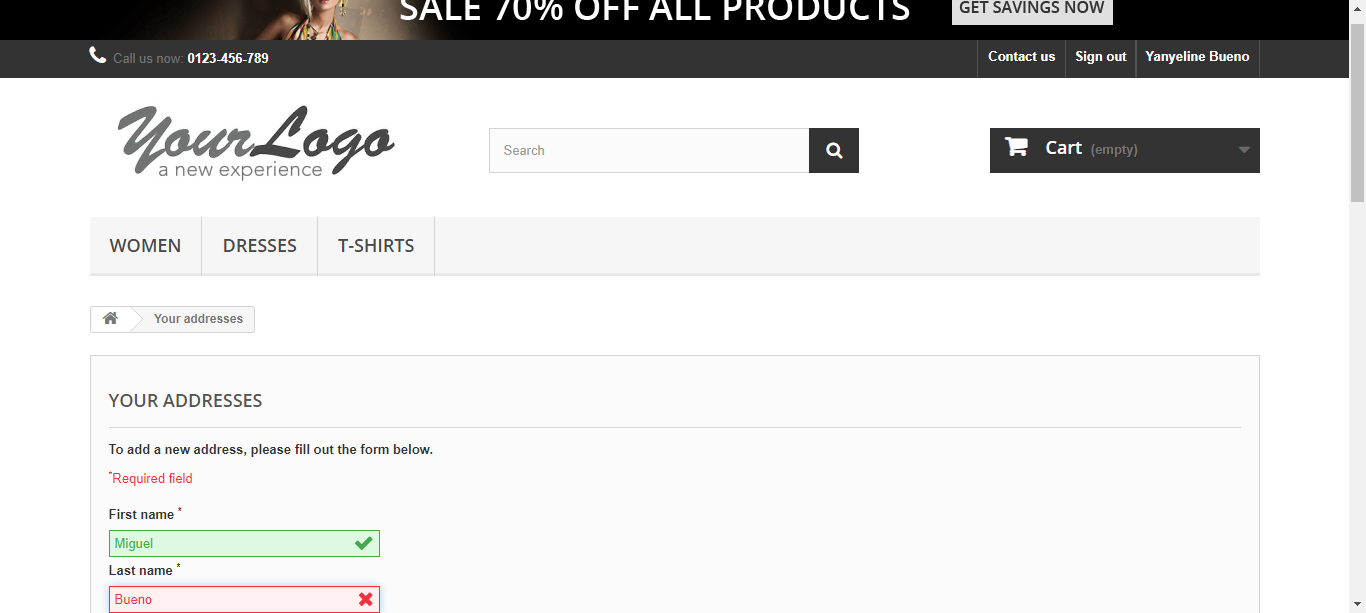 SALE 70% OFF ALL PRODUCTS GET SAVINGS NOW
Call us now: 0123-456-789 Contact us Sign out Yanyeline Bueno
YourLogo
a new experience
Search
Cart (empty)
WOMEN DRESSES T-SHIRTS
Your addresses
YOUR ADDRESSES
To add a new address, please fill out the form below.
*Required field
First name *
Miguel
Last name *
Bueno